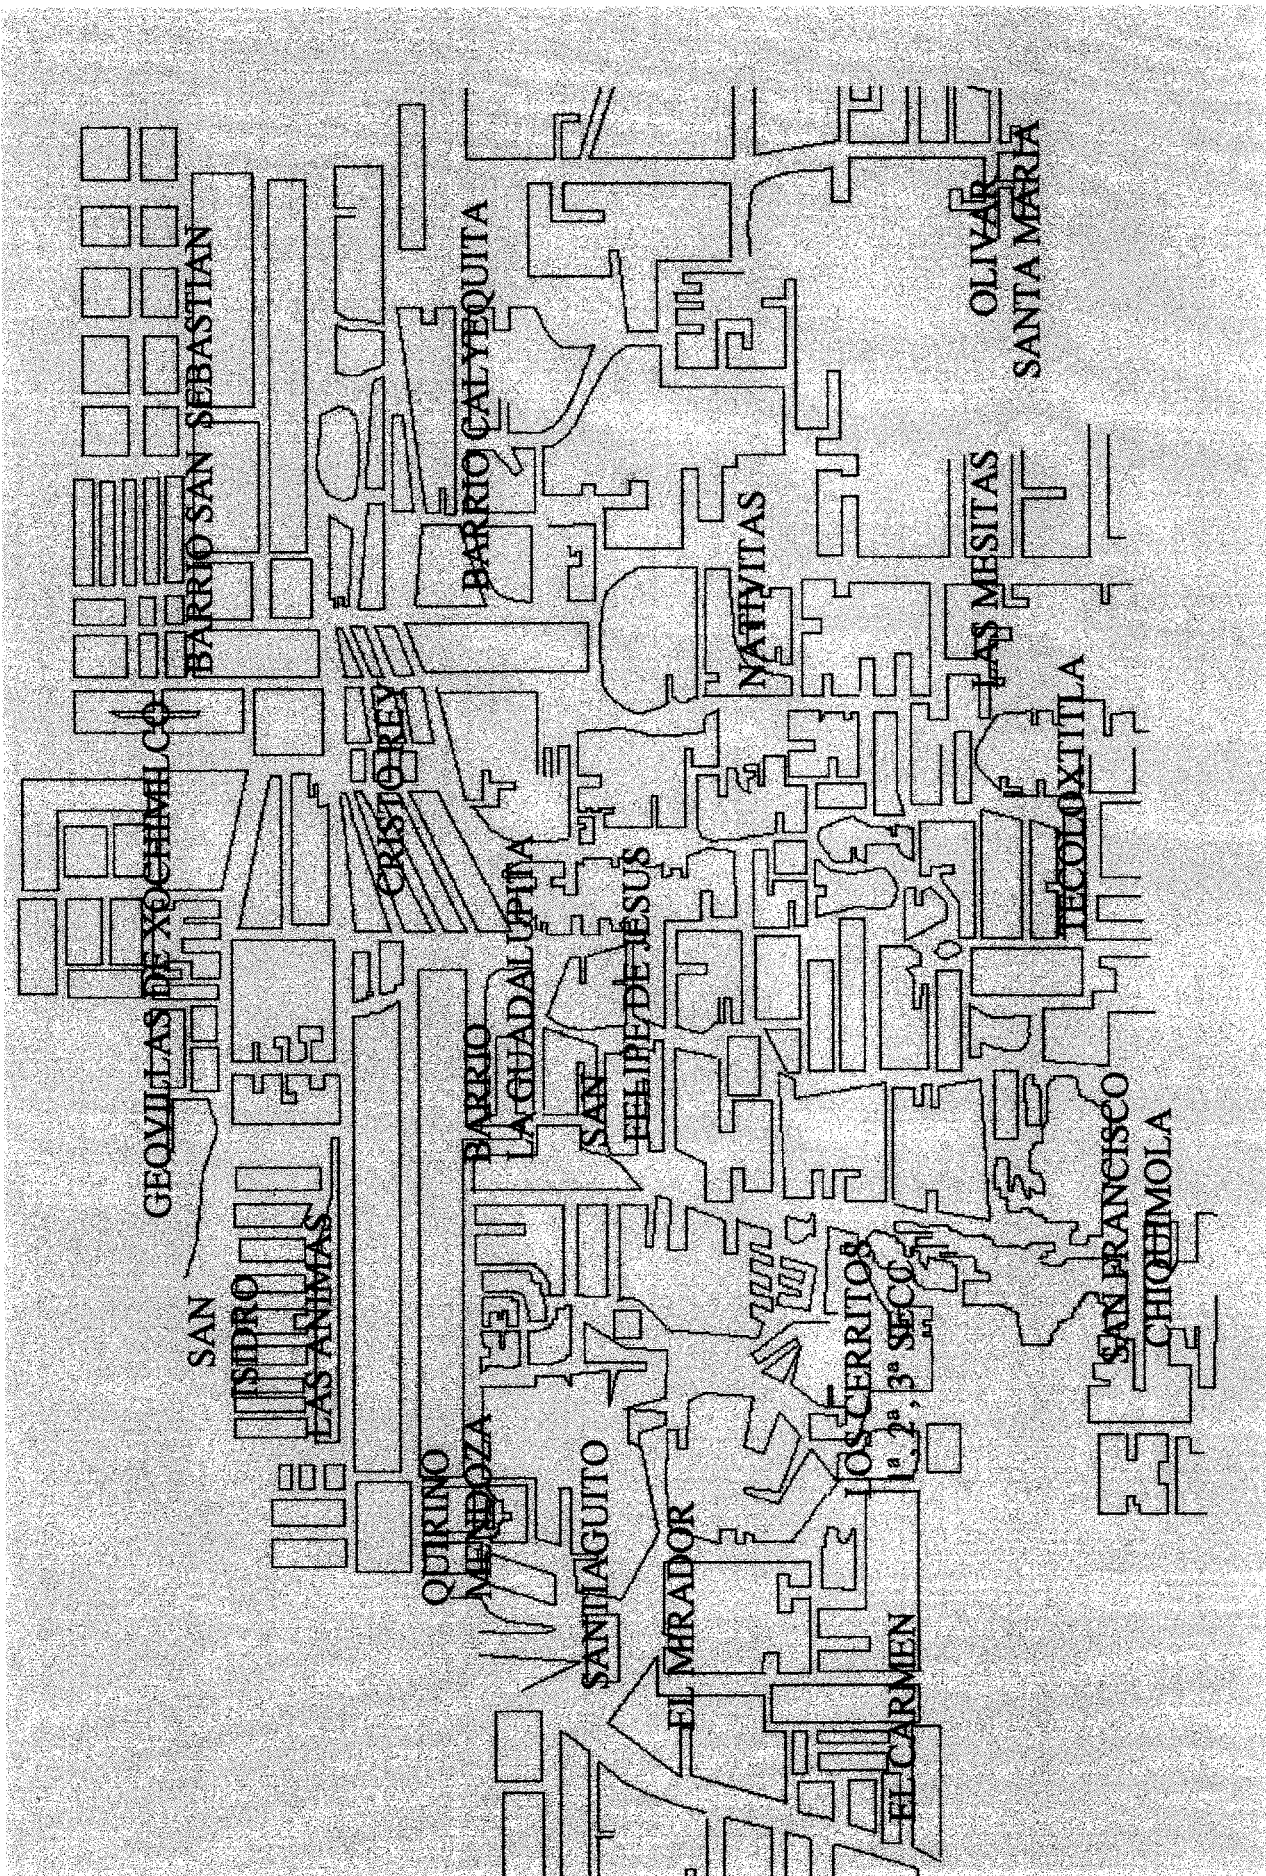 GEOVILLAS DE XOCHIMILCO
BARRIO SAN SEBASTIAN
SAN
ISIDRO
LAS ANIMAS
CRISTO REY
QUIRINO
MENDOZA
BARRIO CALYEQUITA
BARRIO
LA GUADALUPITA
SAN
FELIPE DE JESUS
SANTIAGUITO
EL MIRADOR
NATIVITAS
LOS CERRITOS
1ª, 2ª, 3ª SECC.
EL CARMEN
OLIVAR
SANTA MARIA
LAS MESITAS
TECOLOXTITLA
SAN FRANCISCO
CHIQUIMOLA